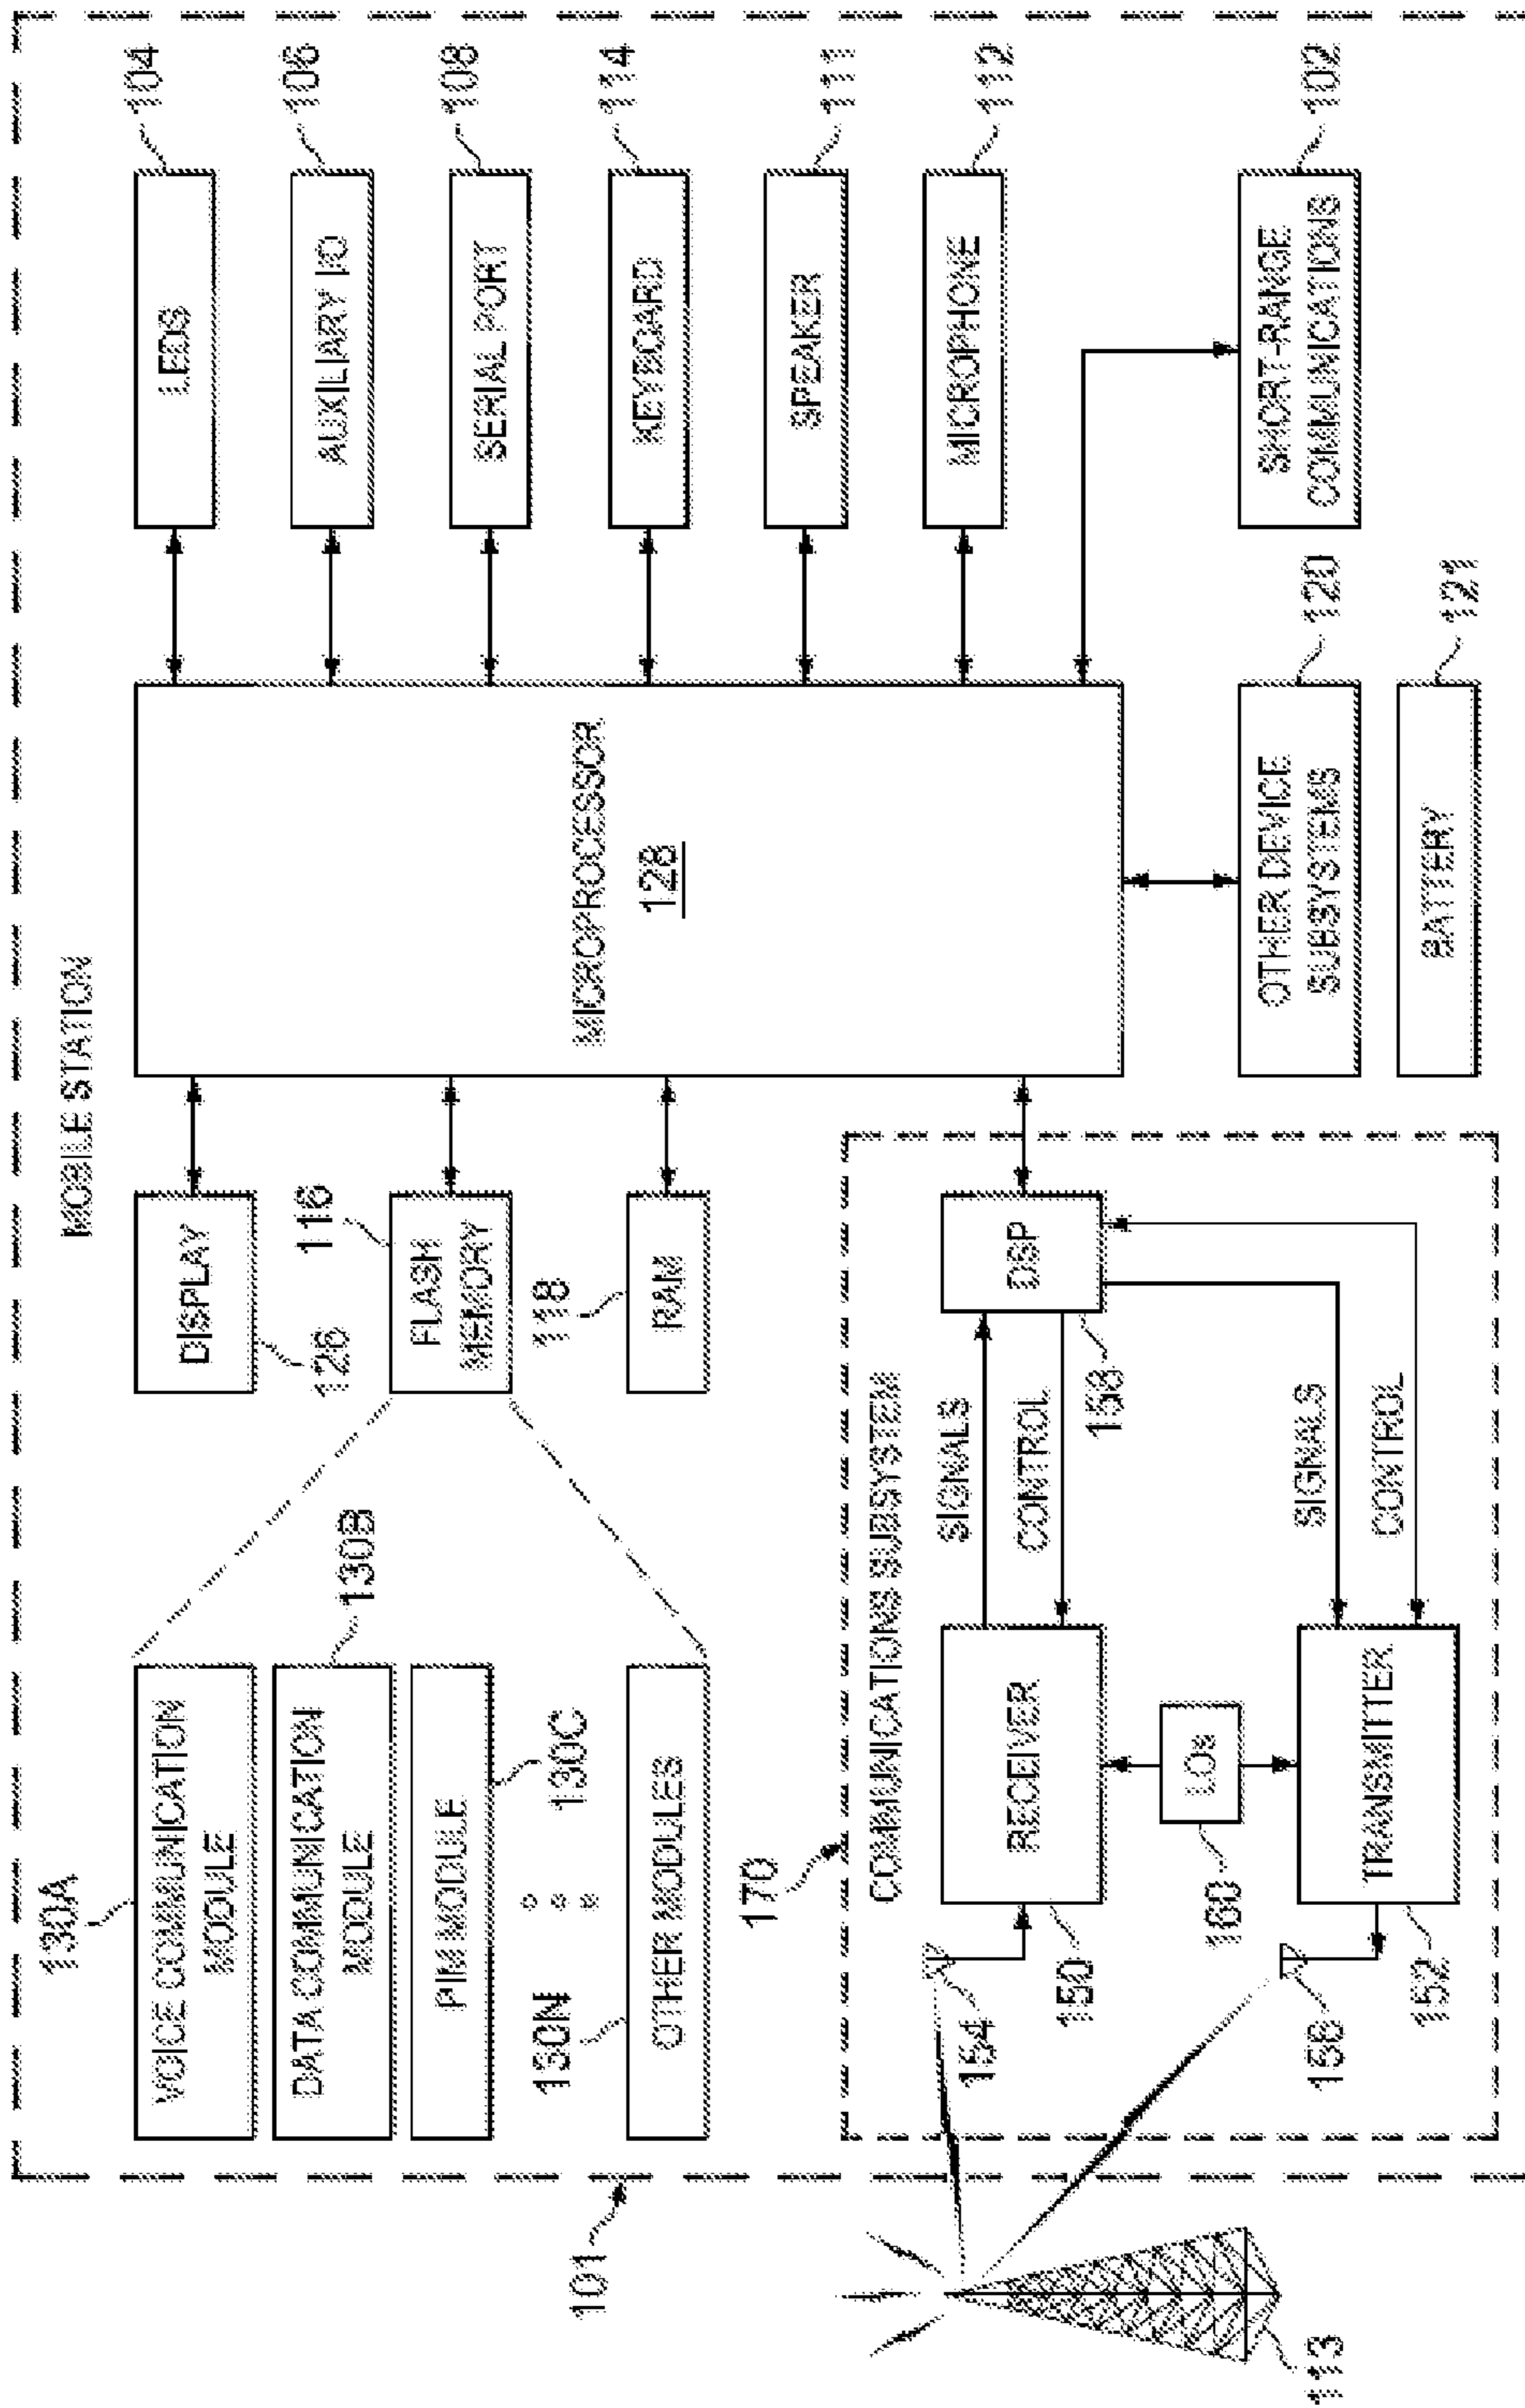 MOBILE STATION
130A
VOICE COMMUNICATION
MODULE
DATA COMMUNICATION
MODULE
130B
PIM MODULE
130C
130N
OTHER MODULES
DISPLAY
126
116
FLASH
MEMORY
118
RAM
MICROPROCESSOR
128
LEDS
104
AUXILIARY I/O
106
SERIAL PORT
108
KEYBOARD
114
SPEAKER
111
MICROPHONE
112
SHORT-RANGE
COMMUNICATIONS
102
OTHER DEVICE
SUBSYSTEMS
120
BATTERY
121
101
170
COMMUNICATIONS SUBSYSTEM
154
RECEIVER
150
SIGNALS
CONTROL
DSP
158
LOs
160
TRANSMITTER
152
SIGNALS
CONTROL
113